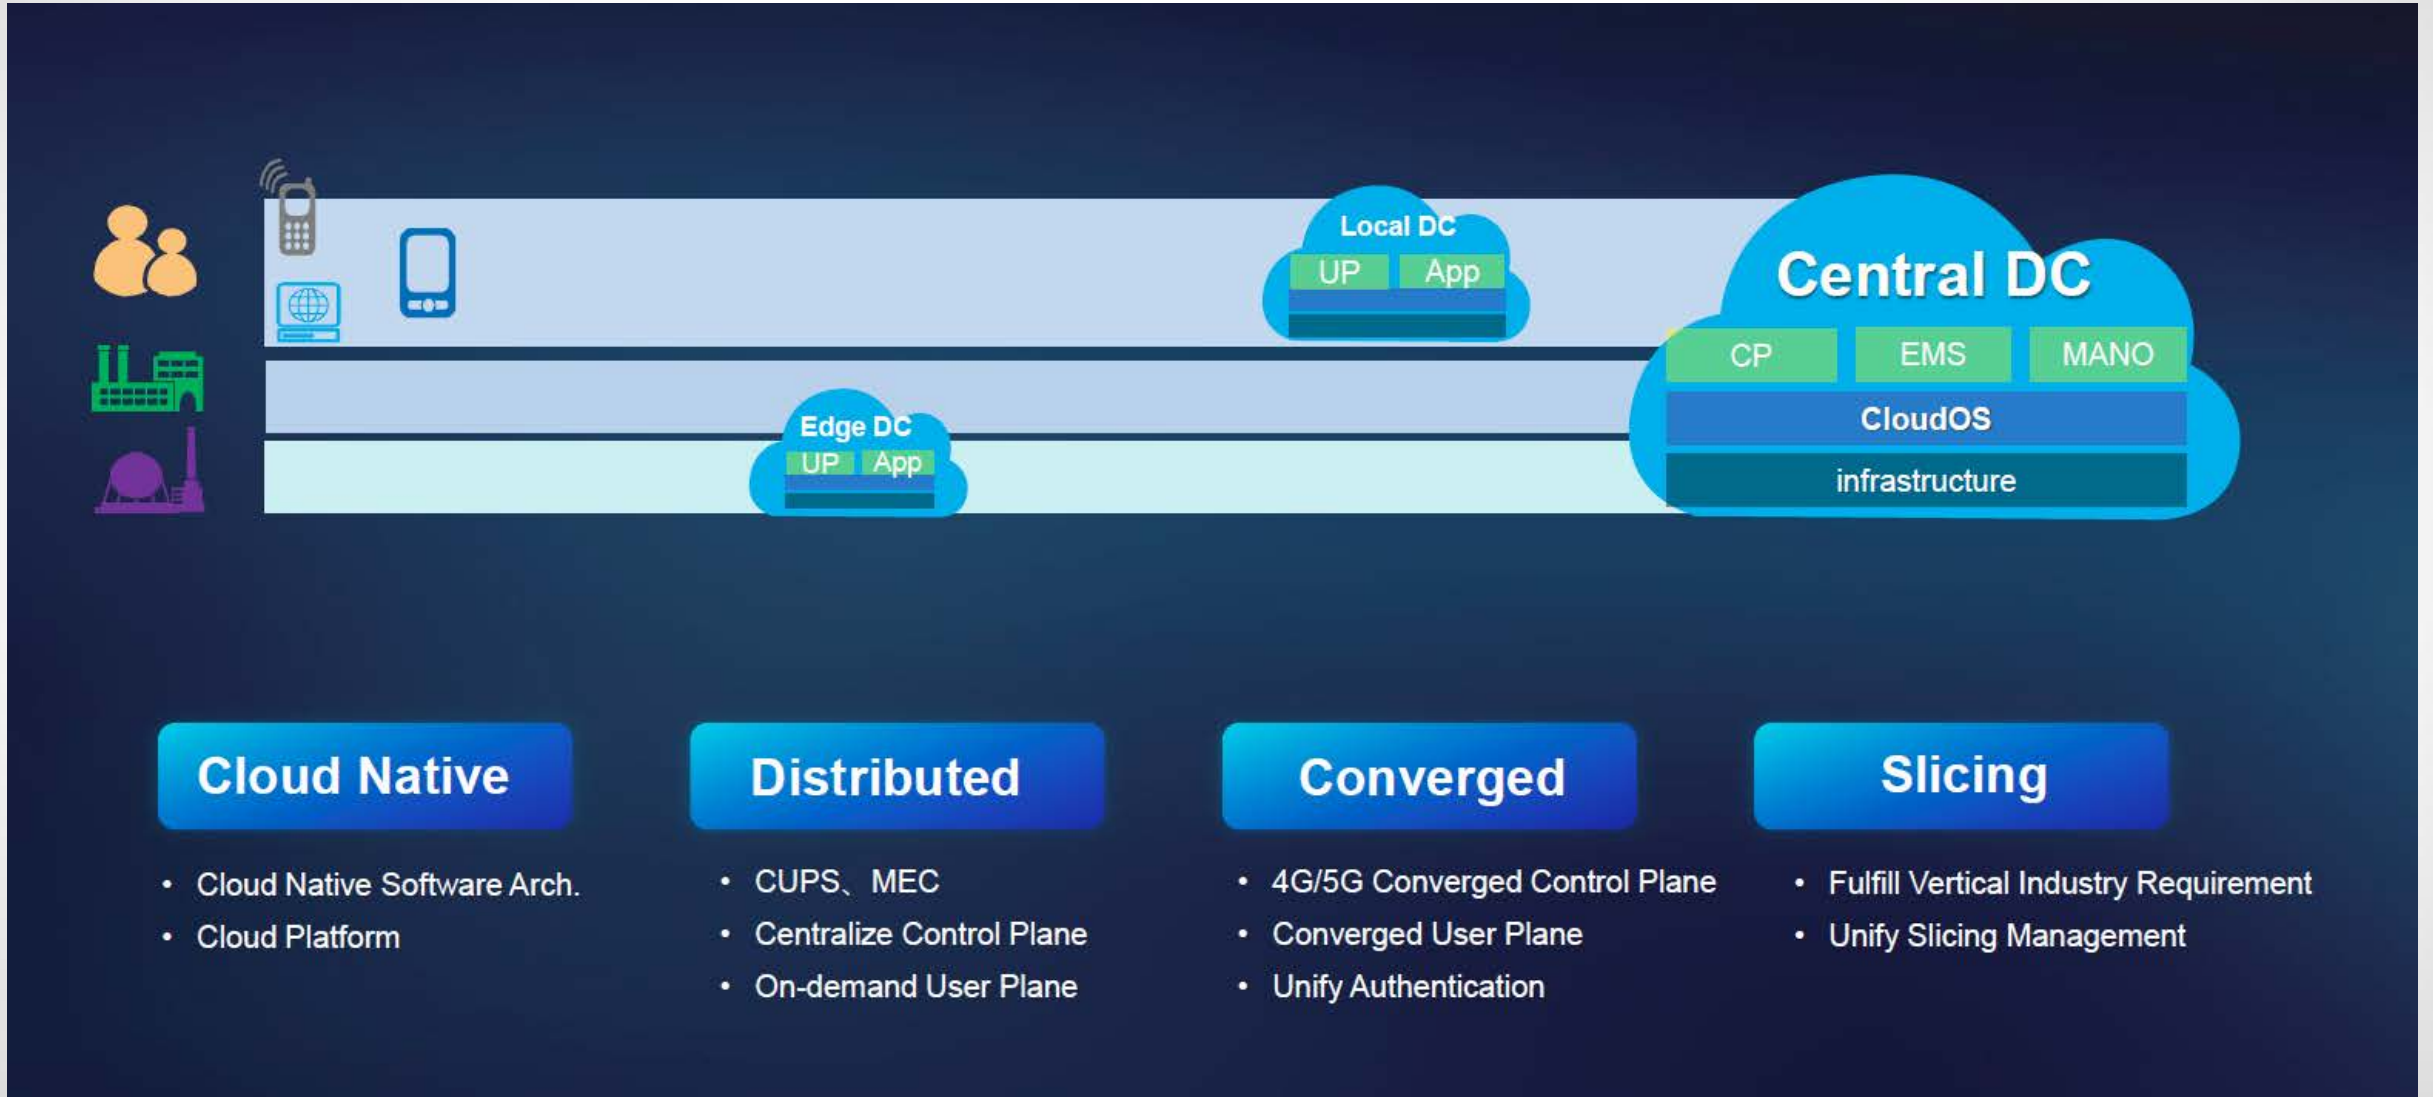 Local DC
UP App
Central DC
CP EMS MANO
CloudOS
infrastructure
Edge DC
UP App
Cloud Native
• Cloud Native Software Arch.
• Cloud Platform
Distributed
• CUPS、MEC
• Centralize Control Plane
• On-demand User Plane
Converged
• 4G/5G Converged Control Plane
• Converged User Plane
• Unify Authentication
Slicing
• Fulfill Vertical Industry Requirement
• Unify Slicing Management